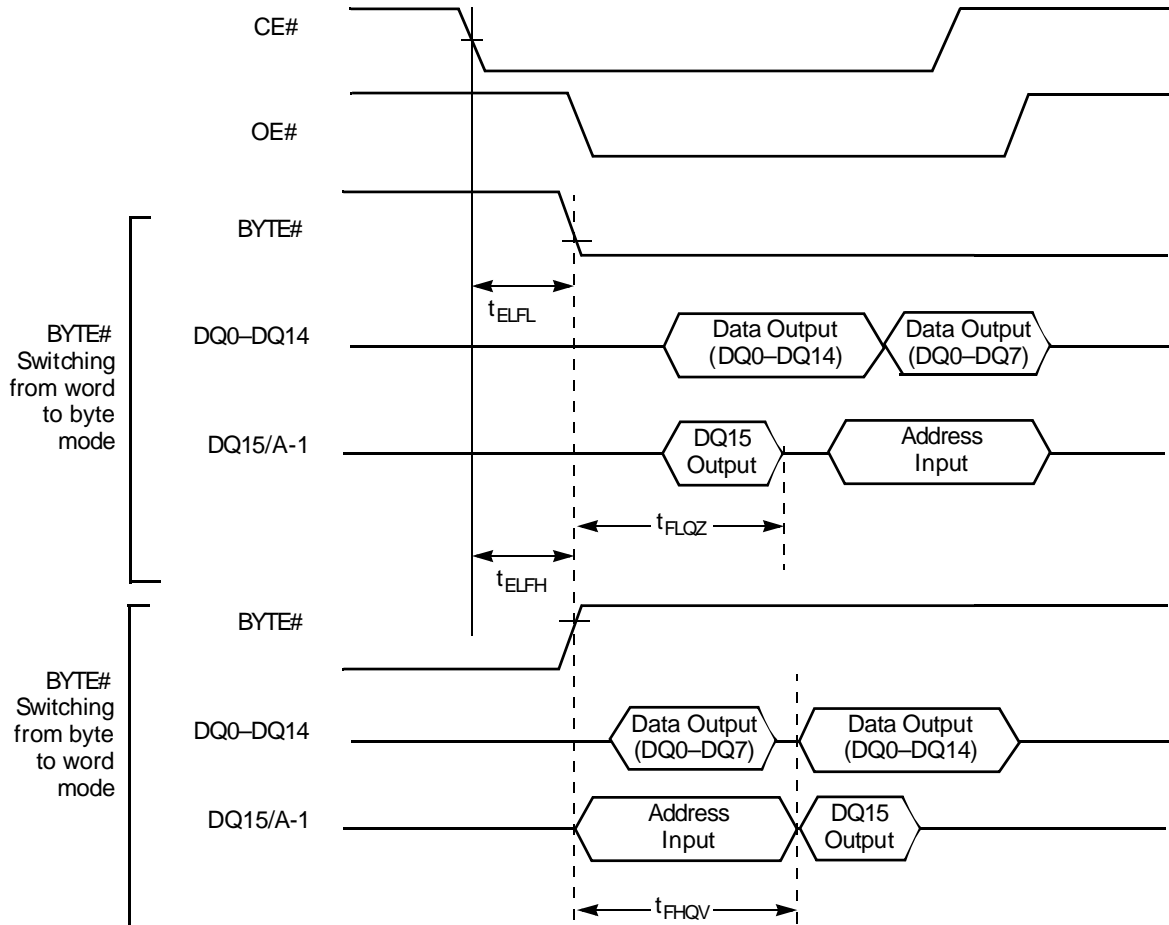 CE#
OE#
BYTE#
tELFL
BYTE#
Switching
from word
to byte
mode
DQ0–DQ14
Data Output
(DQ0–DQ14)
Data Output
(DQ0–DQ7)
DQ15/A-1
DQ15
Output
Address
Input
tFLQZ
tELFH
BYTE#
BYTE#
Switching
from byte
to word
mode
DQ0–DQ14
Data Output
(DQ0–DQ7)
Data Output
(DQ0–DQ14)
DQ15/A-1
Address
Input
DQ15
Output
tFHQV